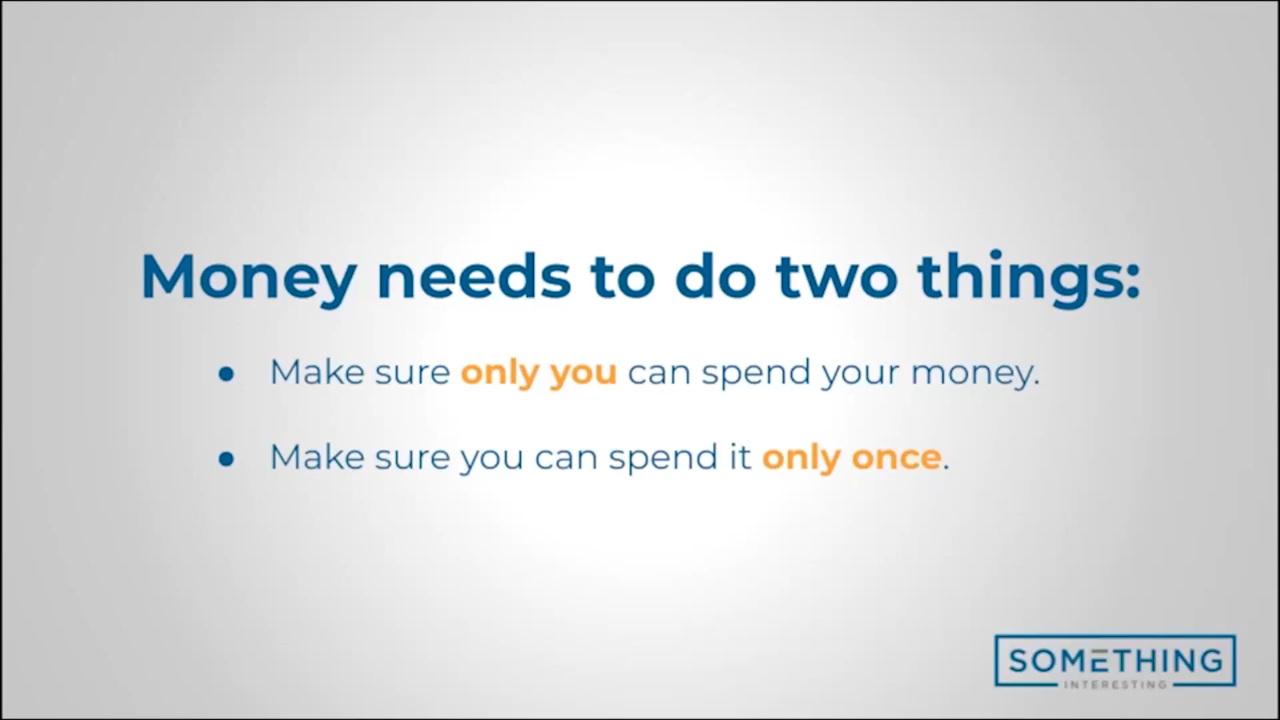 Money needs to do two things:
● Make sure only you can spend your money.
● Make sure you can spend it only once.
SOMETHING
INTERESTING